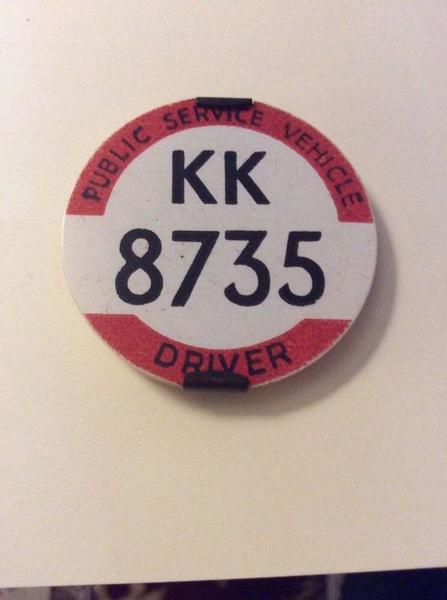 PUBLIC SERVICE VEHICLE
KK
8735
DRIVER